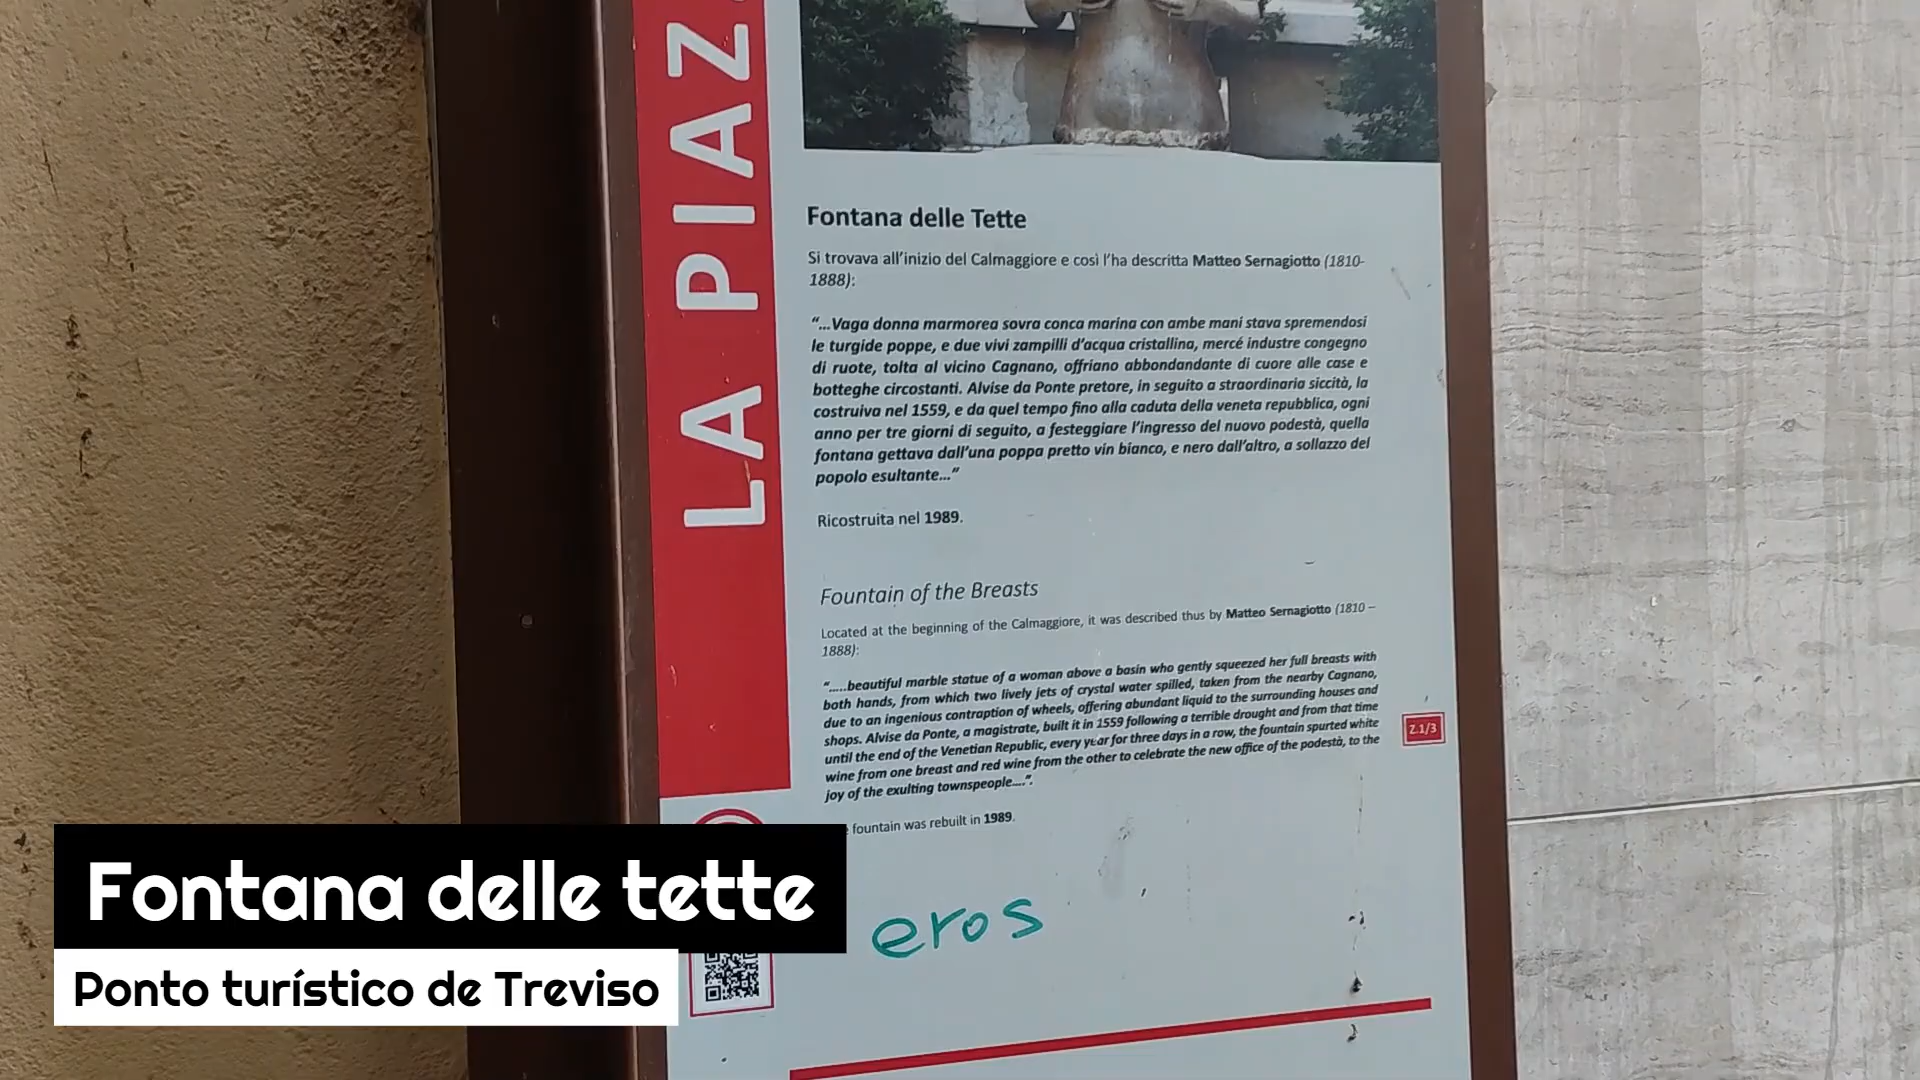 LA PIAZ
Fontana delle Tette
Si trovava all'inizio del Calmaggiore e così l'ha descritta Matteo Sernagiotto (1810-
1888):
“...Vaga donna marmorea sovra conca marina con ambe mani stava spremendosi
le turgide poppe, e due vivi zampilli d'acqua cristallina, mercé industre congegno
di ruote, tolta al vicino Cagnano, offriano abbondandante di cuore alle case e
botteghe circostanti. Alvise da Ponte pretore, in seguito a straordinaria siccità, la
costruiva nel 1559, e da quel tempo fino alla caduta della veneta repubblica, ogni
anno per tre giorni di seguito, a festeggiare l'ingresso del nuovo podestà, quella
fontana gettava dall'una poppa pretto vin bianco, e nero dall'altro, a sollazzo del
popolo esultante...”
Ricostruita nel 1989.
Fountain of the Breasts
Located at the beginning of the Calmaggiore, it was described thus by Matteo Sernagiotto (1810 –
1888):
“.....beautiful marble statue of a woman above a basin who gently squeezed her full breasts with
both hands, from which two lively jets of crystal water spilled, taken from the nearby Cagnano,
due to an ingenious contraption of wheels, offering abundant liquid to the surrounding houses and
shops. Alvise da Ponte, a magistrate, built it in 1559 following a terrible drought and from that time
until the end of the Venetian Republic, every year for three days in a row, the fountain spurted white
wine from one breast and red wine from the other to celebrate the new office of the podestà, to the
joy of the exulting townspeople....”.
Z.1/3
fountain was rebuilt in 1989.
eros
Fontana delle tette
Ponto turístico de Treviso